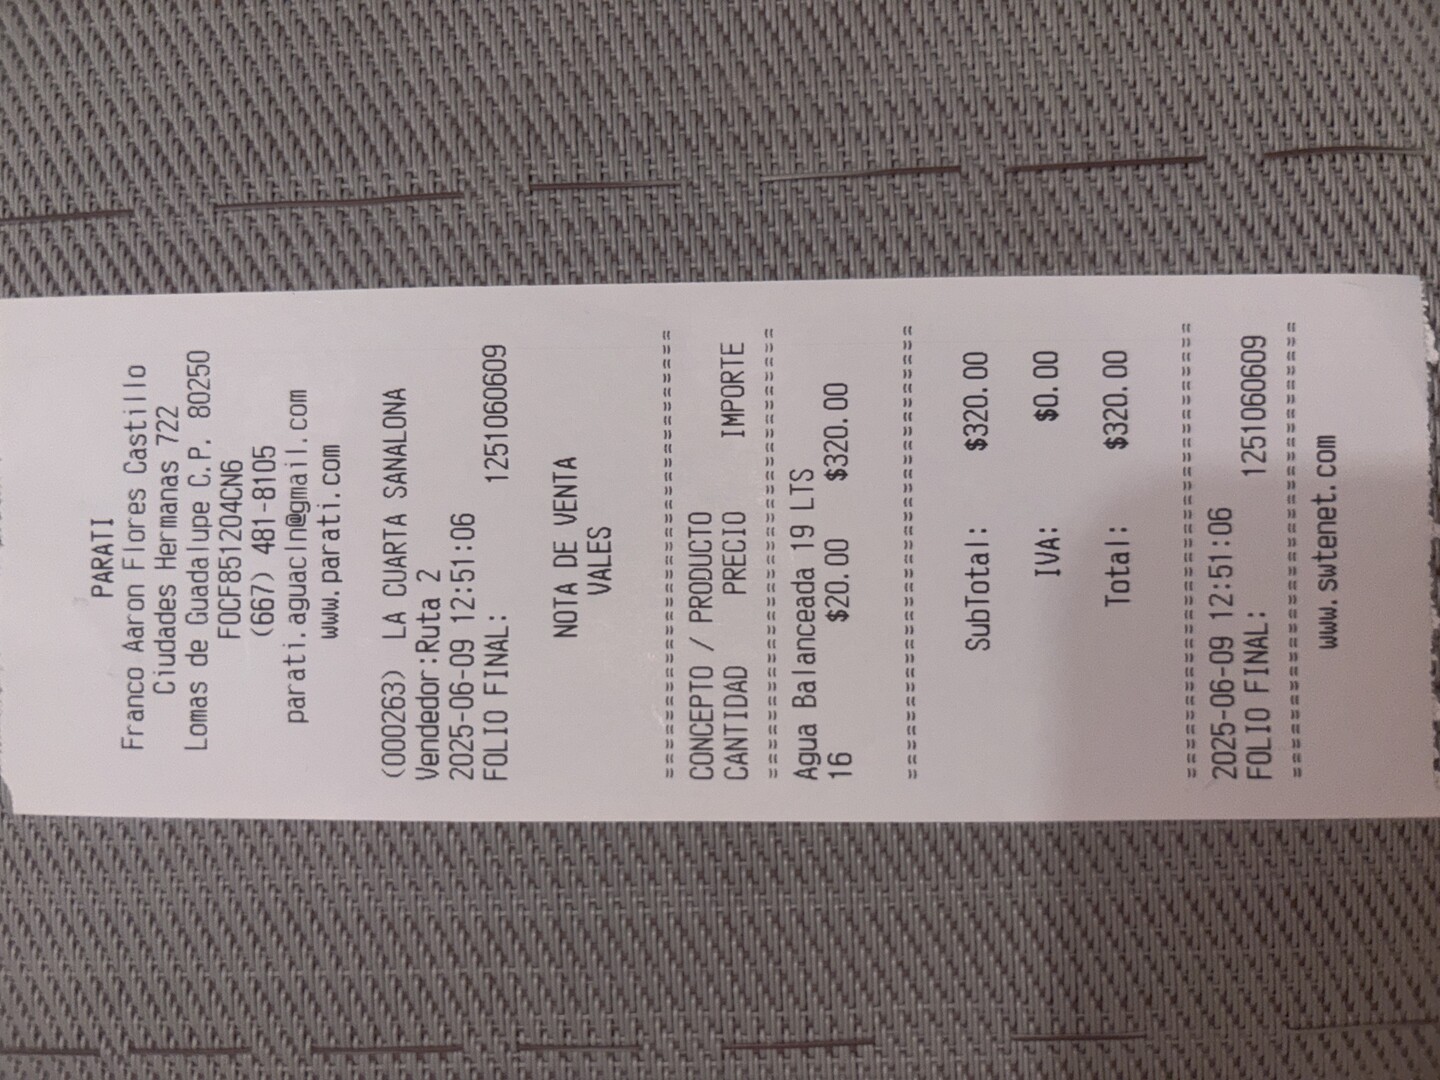 PARATI
Franco Aaron Flores Castillo
Ciudades Hermanas 722
Lomas de Guadalupe C.P. 80250
FOCF851204CN6
(667) 481-8105
parati.aguacln@gmail.com
www.parati.com
(000263) LA CUARTA SANALONA
Vendedor:Ruta 2
2025-06-09 12:51:06
FOLIO FINAL: 1251060609
NOTA DE VENTA
VALES
================================
CONCEPTO / PRODUCTO
CANTIDAD PRECIO IMPORTE
================================
Agua Balanceada 19 LTS
16 $20.00 $320.00
================================
SubTotal: $320.00
IVA: $0.00
Total: $320.00
================================
2025-06-09 12:51:06
FOLIO FINAL: 1251060609
================================
www.swtenet.com